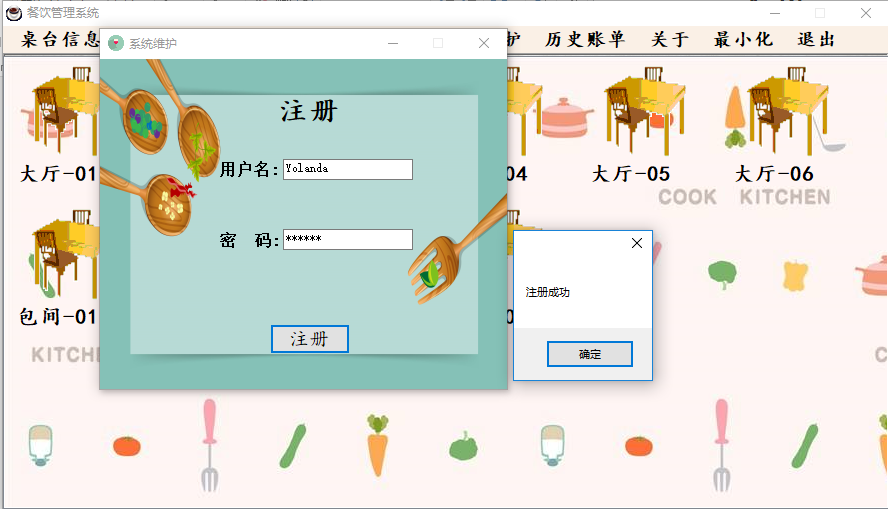 餐饮管理系统
桌台信息 护 历史账单 关于 最小化 退出
系统维护
注册
用户名: Yolanda
密 码: ******
注册
注册成功
确定
大厅-01 04 大厅-05 大厅-06
COOK KITCHEN
包间-01
KITCHE